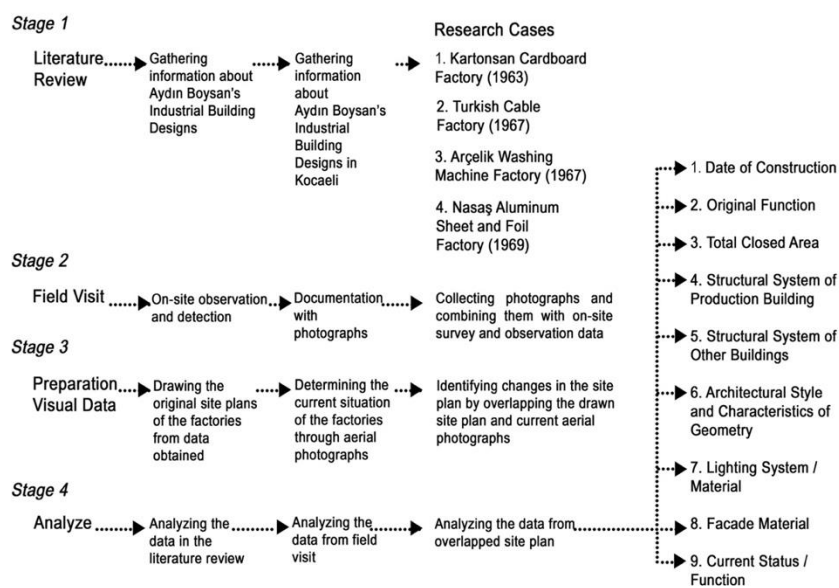 Stage 1
Literature
Review
Gathering
information about
Aydın Boysan's
Industrial Building
Designs
Gathering
information
about
Aydın Boysan's
Industrial
Building
Designs in
Kocaeli
Research Cases
1. Kartonsan Cardboard
Factory (1963)
2. Turkish Cable
Factory (1967)
3. Arçelik Washing
Machine Factory (1967)
4. Nasaş Aluminum
Sheet and Foil
Factory (1969)
Stage 2
Field Visit
On-site observation
and detection
Documentation
with
photographs
Collecting photographs and
combining them with on-site
survey and observation data
Stage 3
Preparation
Visual Data
Drawing the
original site plans
of the factories
from data
obtained
Determining the
current situation
of the factories
through aerial
photographs
Identifying changes in the site
plan by overlapping the drawn
site plan and current aerial
photographs
Stage 4
Analyze
Analyzing the
data in the
literature review
Analyzing the
data from field
visit
Analyzing the data from
overlapped site plan
1. Date of Construction
2. Original Function
3. Total Closed Area
4. Structural System of
Production Building
5. Structural System of
Other Buildings
6. Architectural Style
and Characteristics of
Geometry
7. Lighting System /
Material
8. Facade Material
9. Current Status /
Function